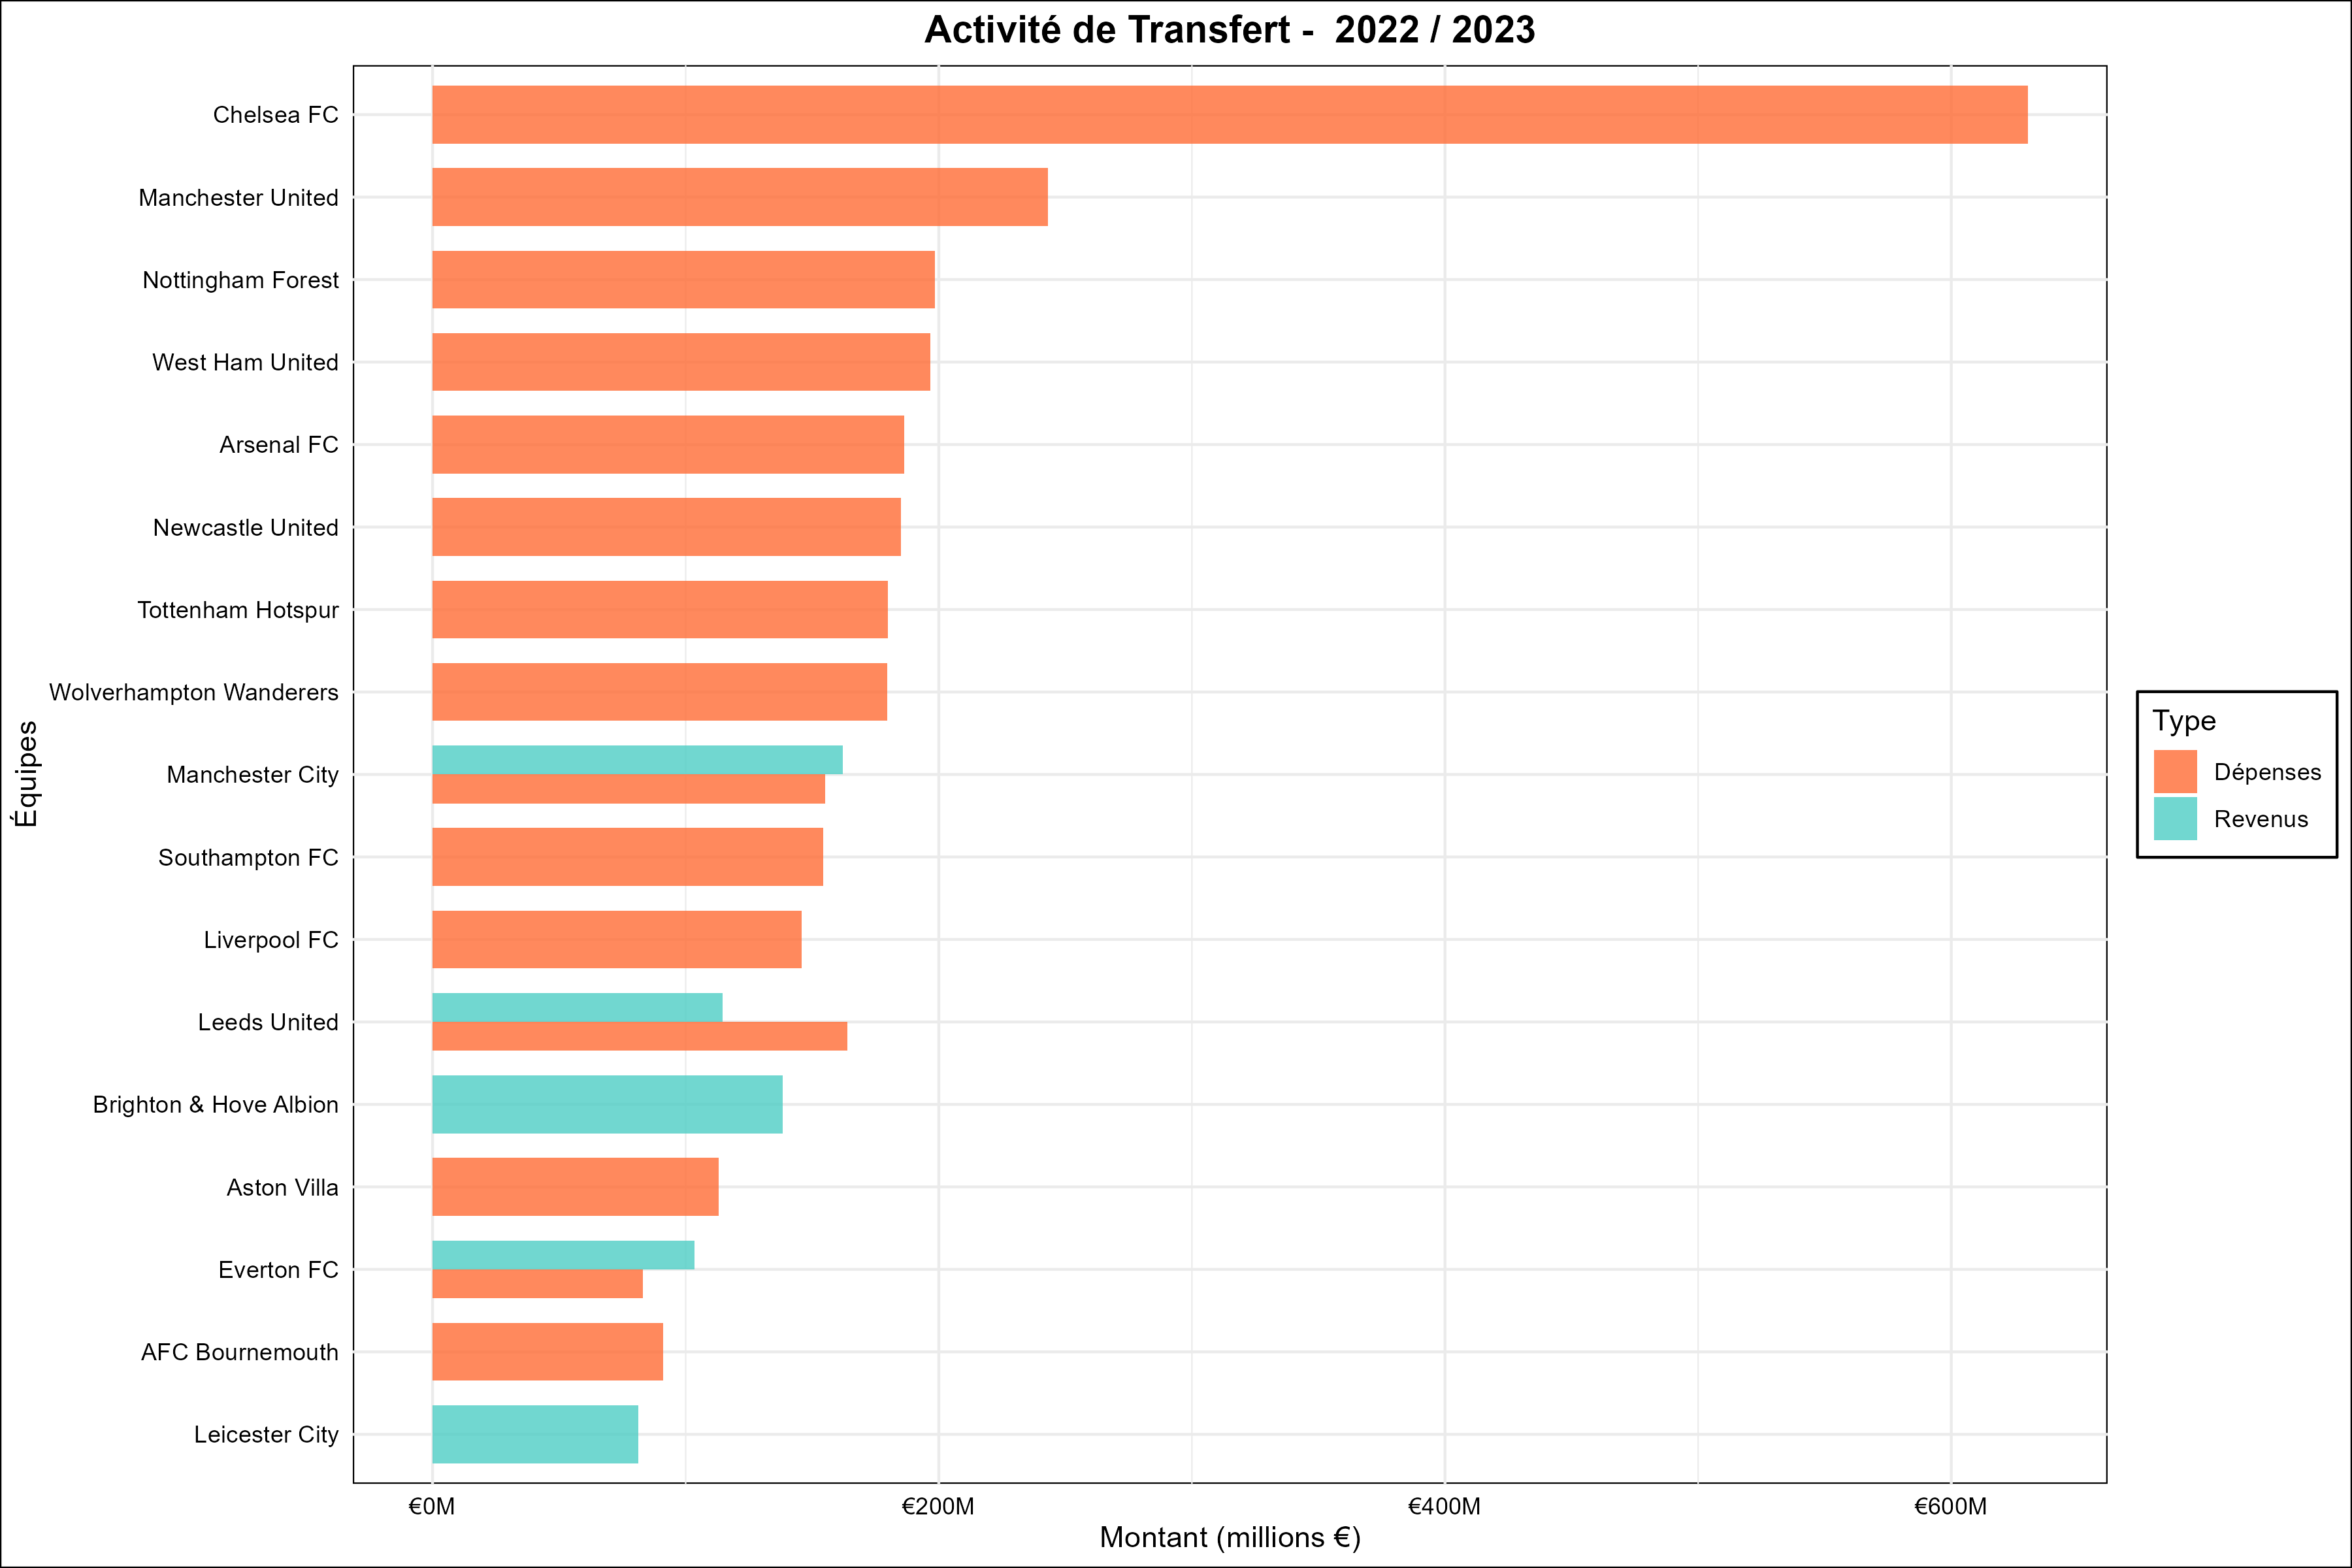 Activité de Transfert -  2022 / 2023
Équipes
Chelsea FC
Manchester United
Nottingham Forest
West Ham United
Arsenal FC
Newcastle United
Tottenham Hotspur
Wolverhampton Wanderers
Manchester City
Southampton FC
Liverpool FC
Leeds United
Brighton & Hove Albion
Aston Villa
Everton FC
AFC Bournemouth
Leicester City
€0M €200M €400M €600M
Montant (millions €)
Type
Dépenses
Revenus